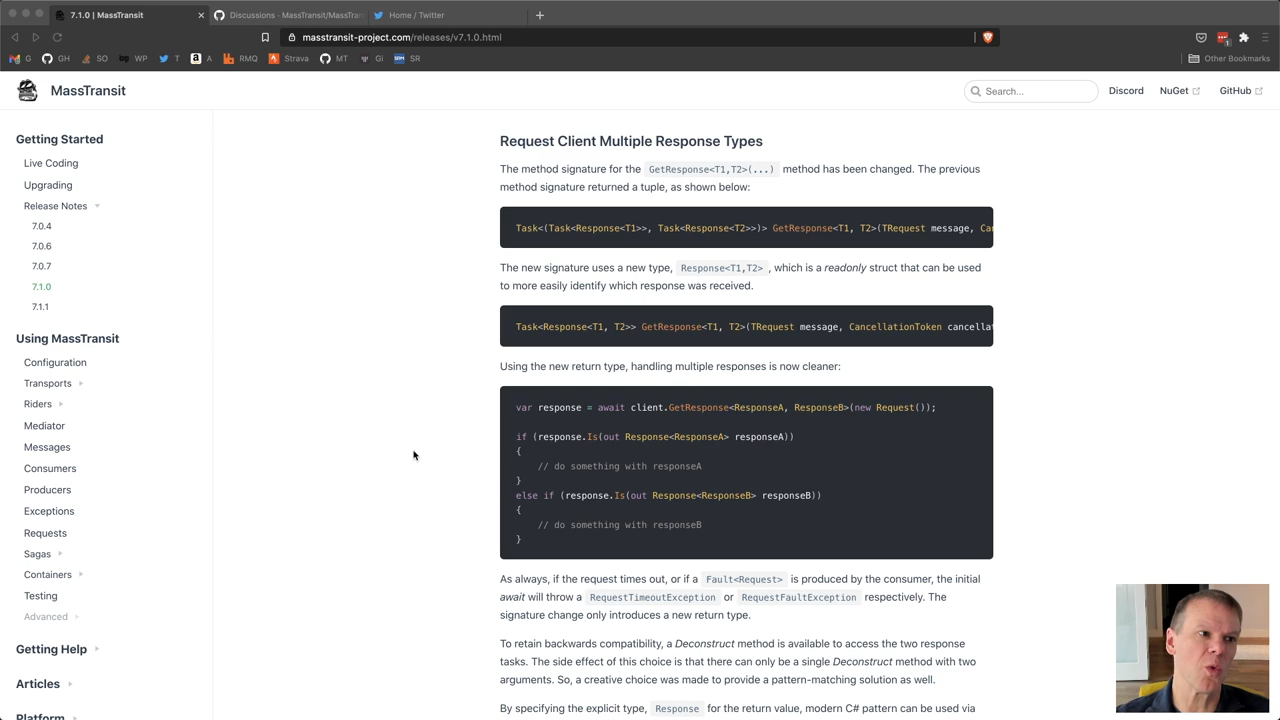 7.1.0 | MassTransit
Discussions · MassTransit/MassTran
Home / Twitter
masstransit-project.com/releases/v7.1.0.html
1
G
GH
SO
WP
T
A
RMQ
Strava
MT
Gi
SR
Other Bookmarks
MassTransit
Search...
Discord
NuGet
GitHub
Getting Started
Live Coding
Upgrading
Release Notes
7.0.4
7.0.6
7.0.7
7.1.0
7.1.1
Using MassTransit
Configuration
Transports
Riders
Mediator
Messages
Consumers
Producers
Exceptions
Requests
Sagas
Containers
Testing
Advanced
Getting Help
Articles
Platform
Request Client Multiple Response Types
The method signature for the GetResponse<T1,T2>(...) method has been changed. The previous
method signature returned a tuple, as shown below:
Task<(Task<Response<T1>>, Task<Response<T2>>)> GetResponse<T1, T2>(TRequest message, Can
The new signature uses a new type, Response<T1,T2> , which is a readonly struct that can be used
to more easily identify which response was received.
Task<Response<T1, T2>> GetResponse<T1, T2>(TRequest message, CancellationToken cancellat
Using the new return type, handling multiple responses is now cleaner:
var response = await client.GetResponse<ResponseA, ResponseB>(new Request());
if (response.Is(out Response<ResponseA> responseA))
{
// do something with responseA
}
else if (response.Is(out Response<ResponseB> responseB))
{
// do something with responseB
}
As always, if the request times out, or if a Fault<Request> is produced by the consumer, the initial
await will throw a RequestTimeoutException or RequestFaultException respectively. The
signature change only introduces a new return type.
To retain backwards compatibility, a Deconstruct method is available to access the two response
tasks. The side effect of this choice is that there can only be a single Deconstruct method with two
arguments. So, a creative choice was made to provide a pattern-matching solution as well.
By specifying the explicit type, Response for the return value, modern C# pattern can be used via